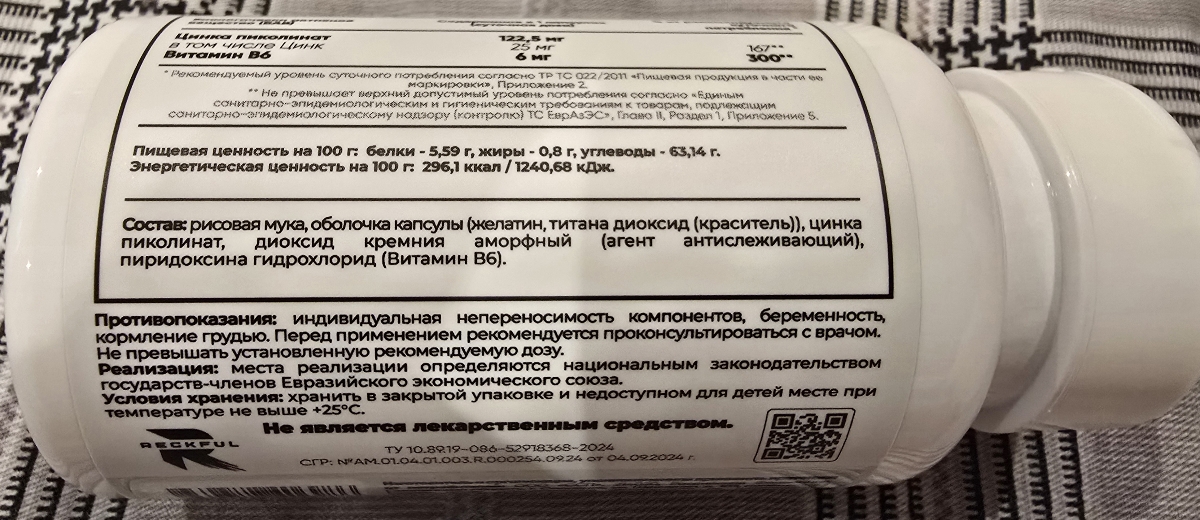 вещество (БАВ)
(суточная доза)
потребления*
Цинка пиколинат 122,5 мг
в том числе Цинк 25 мг 167**
Витамин В6 6 мг 300**
* Рекомендуемый уровень суточного потребления согласно ТР ТС 022/2011 «Пищевая продукция в части ее
маркировки», Приложение 2.
** Не превышает верхний допустимый уровень потребления согласно «Единым
санитарно-эпидемиологическим и гигиеническим требованиям к товарам, подлежащим
санитарно-эпидемиологическому надзору (контролю) ТС ЕврАзЭС», Глава II, Раздел 1, Приложение 5.
Пищевая ценность на 100 г: белки - 5,59 г, жиры - 0,8 г, углеводы - 63,14 г.
Энергетическая ценность на 100 г: 296,1 ккал / 1240,68 кДж.
Состав: рисовая мука, оболочка капсулы (желатин, титана диоксид (краситель)), цинка
пиколинат, диоксид кремния аморфный (агент антислеживающий),
пиридоксина гидрохлорид (Витамин В6).
Противопоказания: индивидуальная непереносимость компонентов, беременность,
кормление грудью. Перед применением рекомендуется проконсультироваться с врачом.
Не превышать установленную рекомендуемую дозу.
Реализация: места реализации определяются национальным законодательством
государств-членов Евразийского экономического союза.
Условия хранения: хранить в закрытой упаковке и недоступном для детей месте при
температуре не выше +25°С.
Не является лекарственным средством.
RECKFUL
ТУ 10.89.19-086-52918368-2024
СГР: №АМ.01.04.01.003.R.000254.09.24 от 04.09.2024 г.